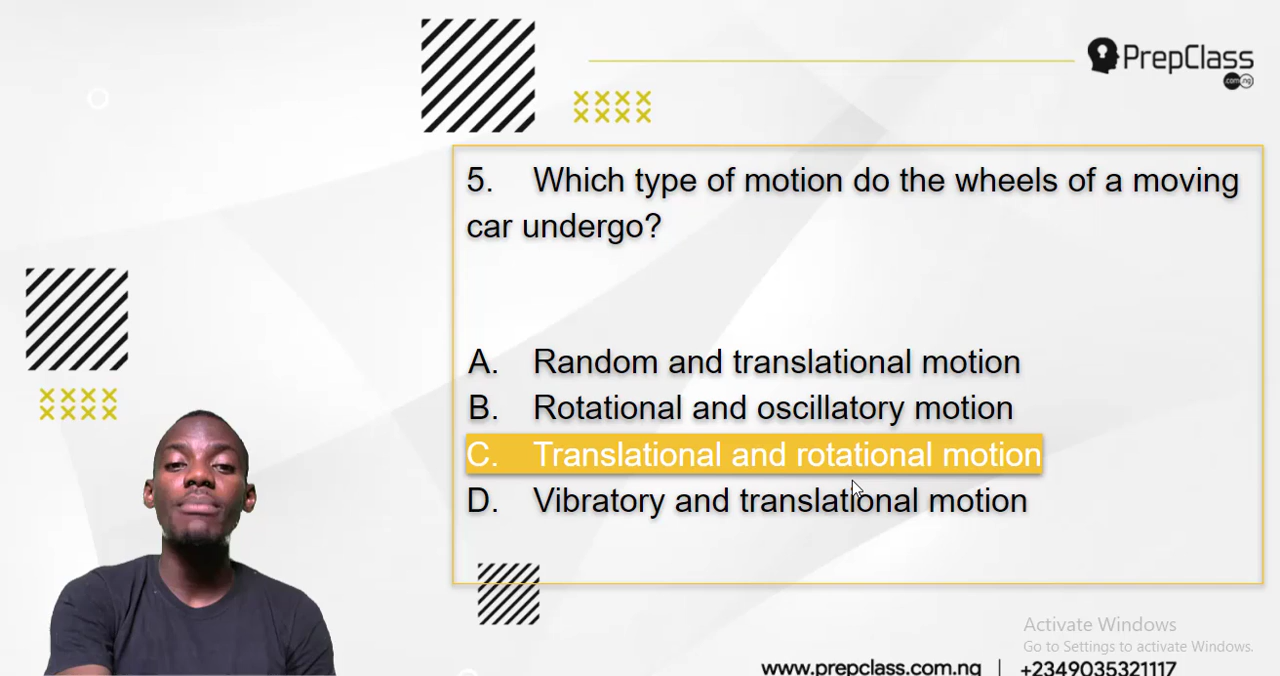 PrepClass
.com.ng
5. Which type of motion do the wheels of a moving
car undergo?
A. Random and translational motion
B. Rotational and oscillatory motion
C. Translational and rotational motion
D. Vibratory and translational motion
Activate Windows
Go to Settings to activate Windows.
www.prepclass.com.ng | +2349035321117